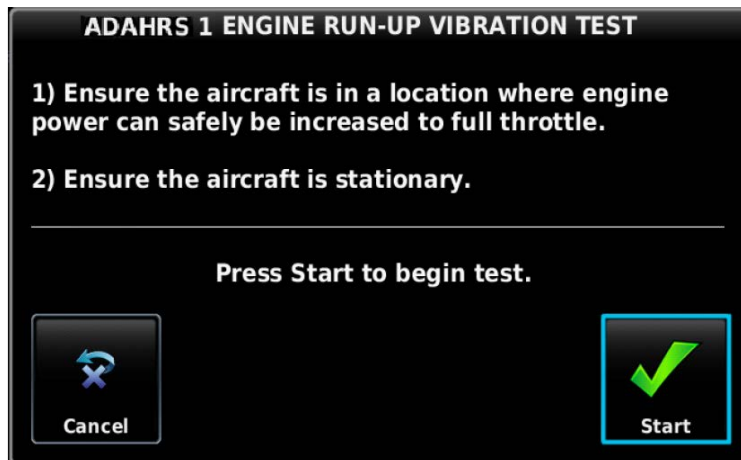 ADAHRS 1 ENGINE RUN-UP VIBRATION TEST
1) Ensure the aircraft is in a location where engine
power can safely be increased to full throttle.
2) Ensure the aircraft is stationary.
Press Start to begin test.
Cancel
Start